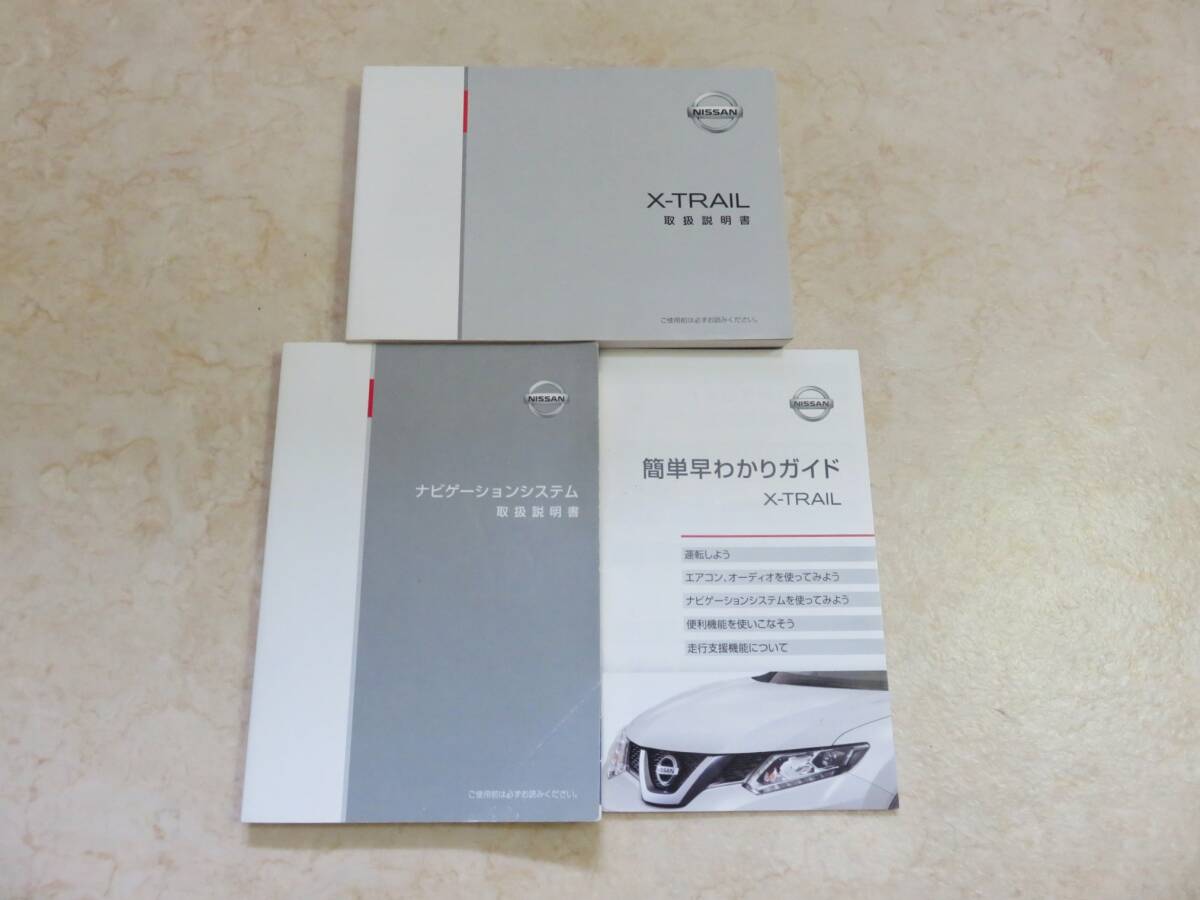 NISSAN
X-TRAIL
取扱説明書
ご使用前は必ずお読みください。
NISSAN
ナビゲーションシステム
取扱説明書
ご使用前は必ずお読みください。
NISSAN
簡単早わかりガイド
X-TRAIL
運転しよう
エアコン、オーディオを使ってみよう
ナビゲーションシステムを使ってみよう
便利機能を使いこなそう
走行支援機能について
NISSAN